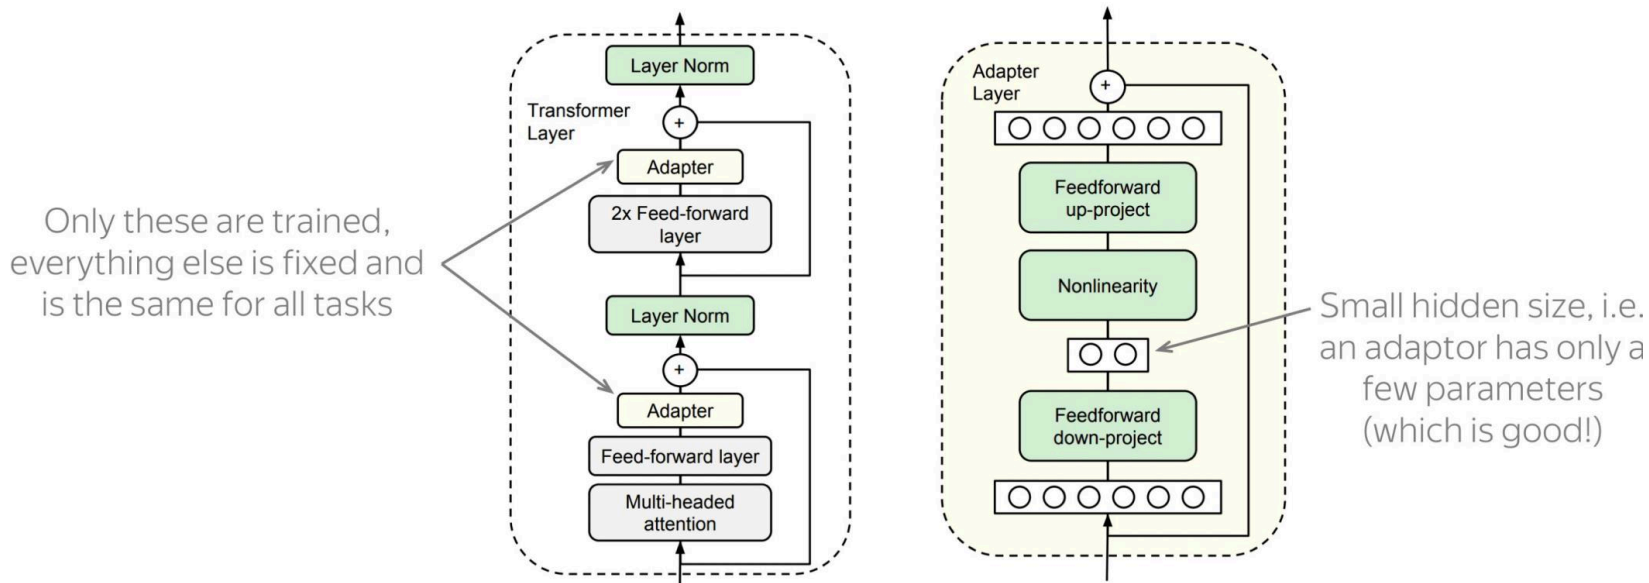 Only these are trained,
everything else is fixed and
is the same for all tasks
Layer Norm
Transformer
Layer
+
Adapter
2x Feed-forward
layer
Layer Norm
+
Adapter
Feed-forward layer
Multi-headed
attention
Adapter
Layer
+
Feedforward
up-project
Nonlinearity
Feedforward
down-project
Small hidden size, i.e.
an adaptor has only a
few parameters
(which is good!)